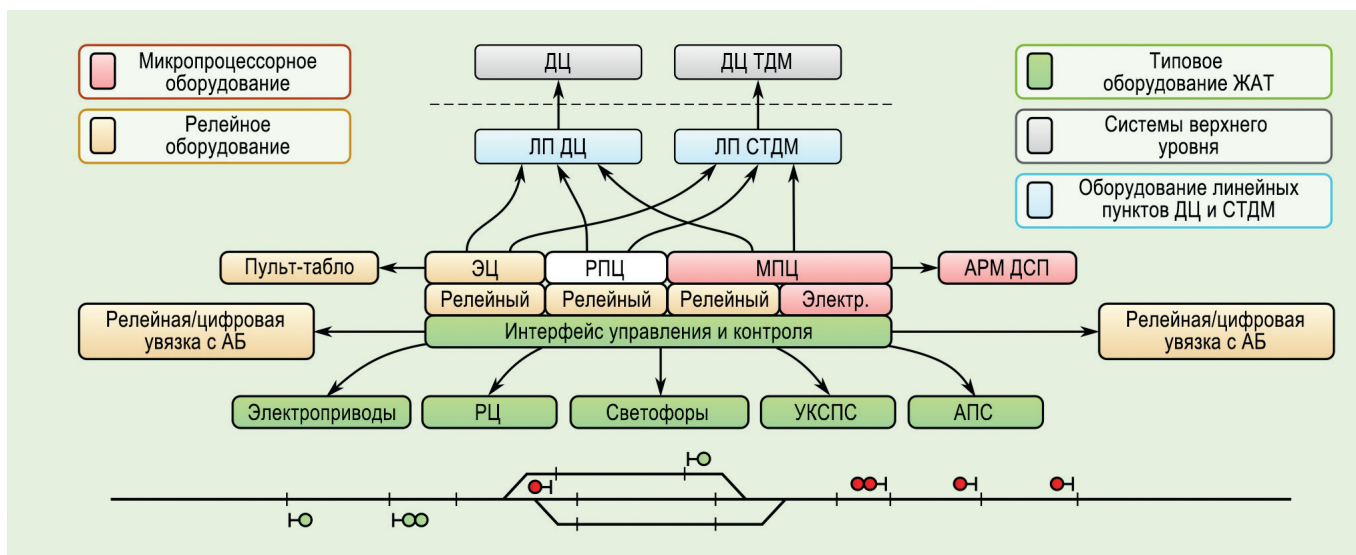 Микропроцессорное
оборудование
Релейное
оборудование
ДЦ
ДЦ ТДМ
ЛП ДЦ
ЛП СТДМ
Типовое
оборудование ЖАТ
Системы верхнего
уровня
Оборудование линейных
пунктов ДЦ и СТДМ
Пульт-табло
ЭЦ
РПЦ
МПЦ
АРМ ДСП
Релейный
Релейный
Релейный
Электр.
Релейная/цифровая
увязка с АБ
Интерфейс управления и контроля
Релейная/цифровая
увязка с АБ
Электроприводы
РЦ
Светофоры
УКСПС
АПС